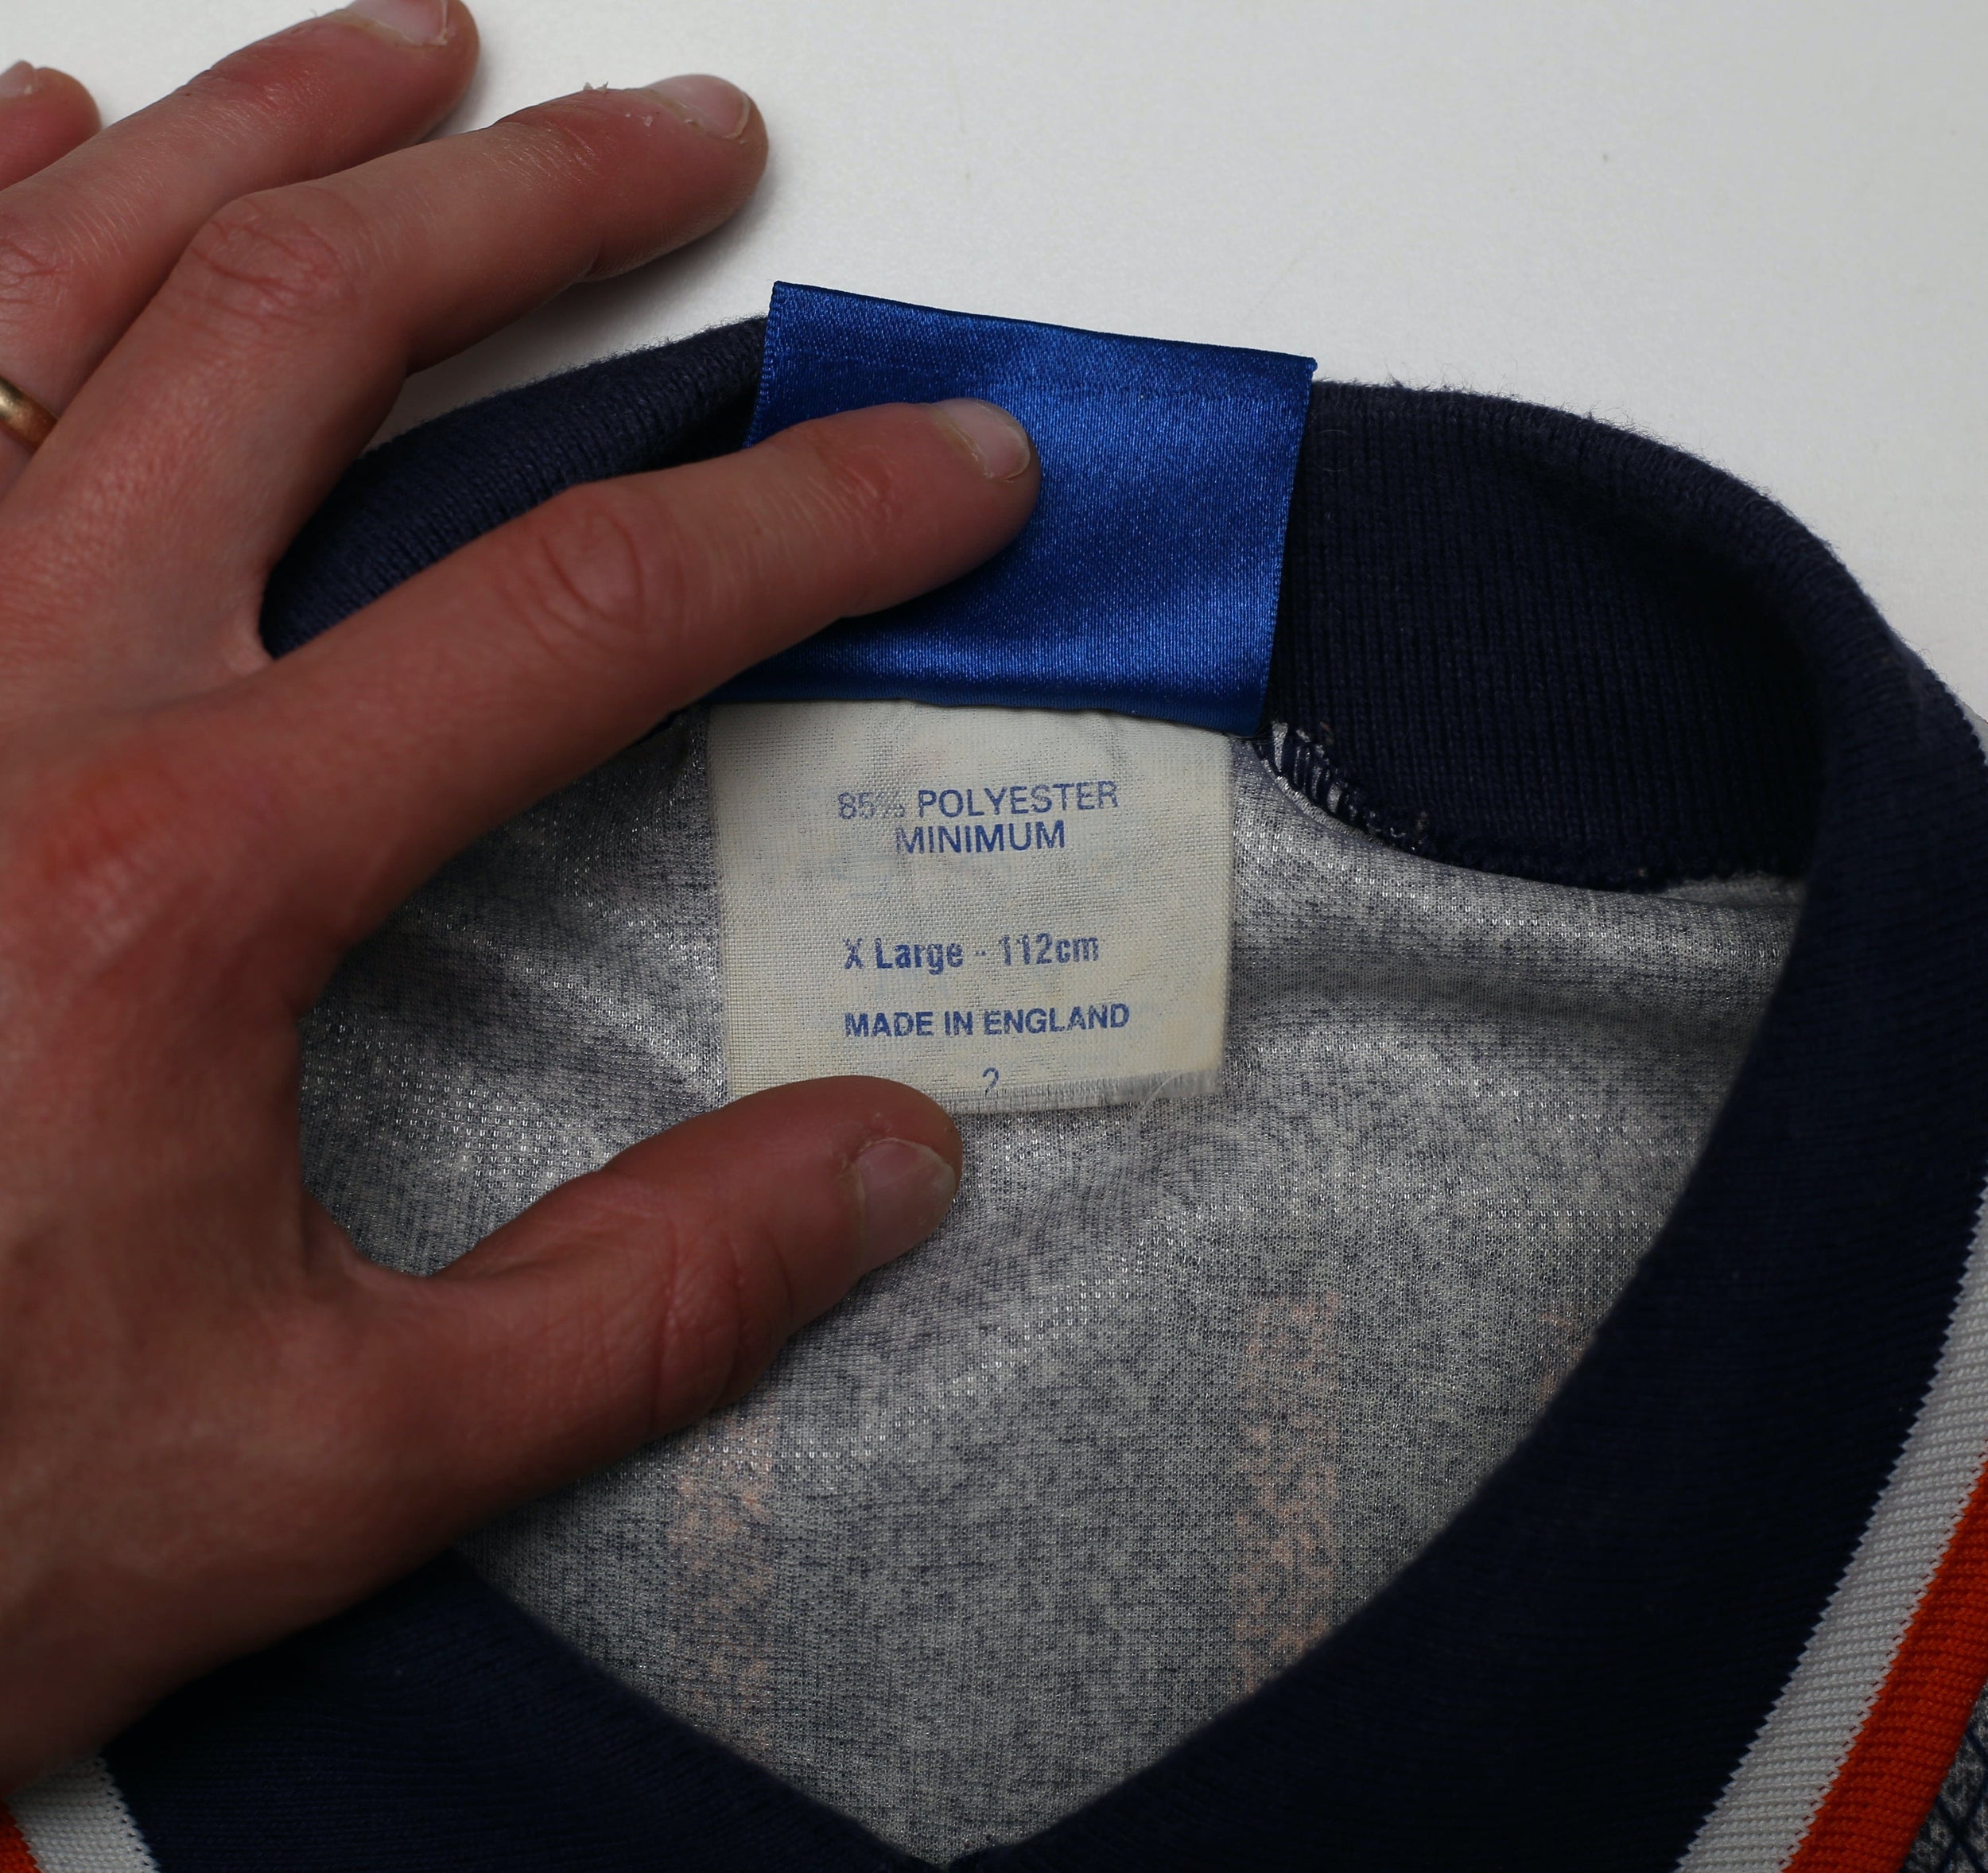 85% POLYESTER
MINIMUM
X Large - 112cm
MADE IN ENGLAND
2